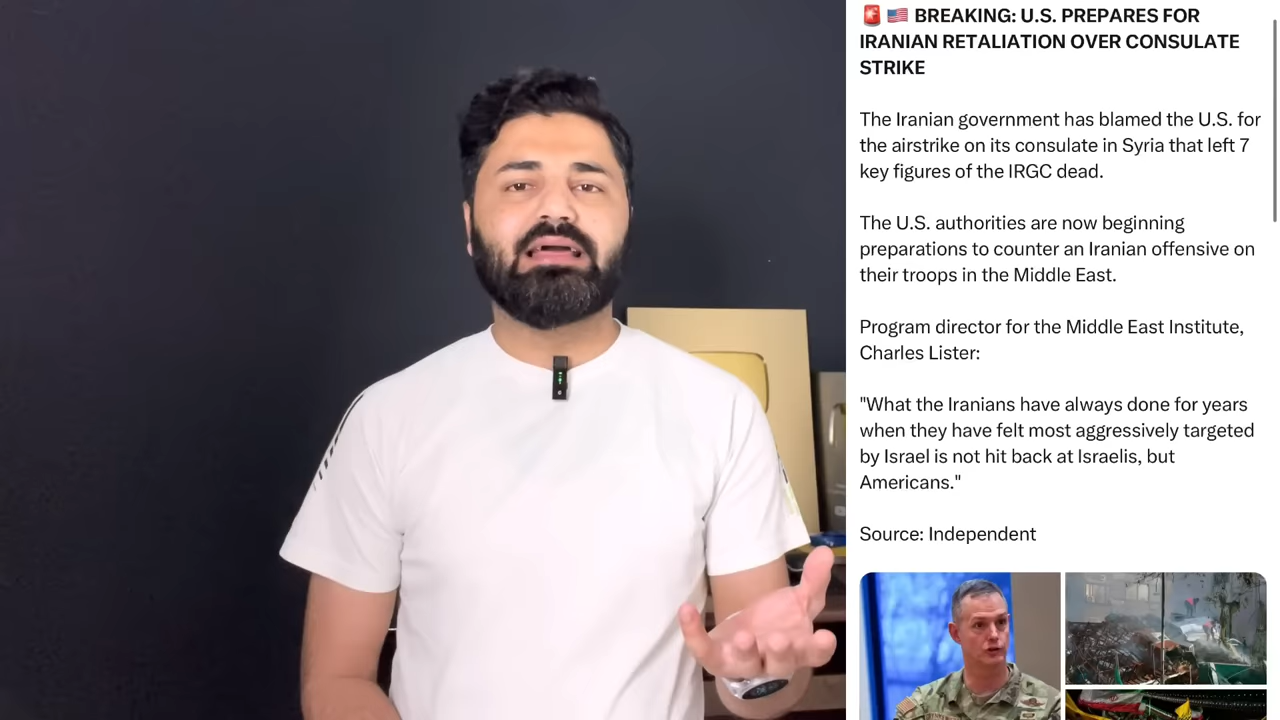 🚨🇺🇸 BREAKING: U.S. PREPARES FOR
IRANIAN RETALIATION OVER CONSULATE
STRIKE
The Iranian government has blamed the U.S. for
the airstrike on its consulate in Syria that left 7
key figures of the IRGC dead.
The U.S. authorities are now beginning
preparations to counter an Iranian offensive on
their troops in the Middle East.
Program director for the Middle East Institute,
Charles Lister:
"What the Iranians have always done for years
when they have felt most aggressively targeted
by Israel is not hit back at Israelis, but
Americans."
Source: Independent